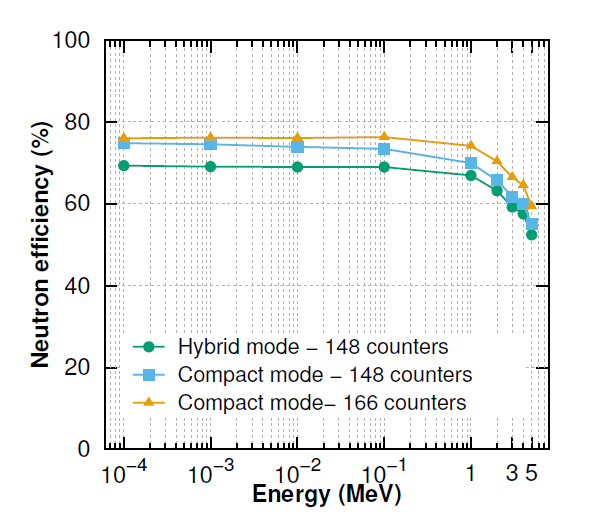 100
80
60
40
20
0
Neutron efficiency (%)
Hybrid mode – 148 counters
Compact mode – 148 counters
Compact mode– 166 counters
10⁻⁴ 10⁻³ 10⁻² 10⁻¹ 1 3 5
Energy (MeV)